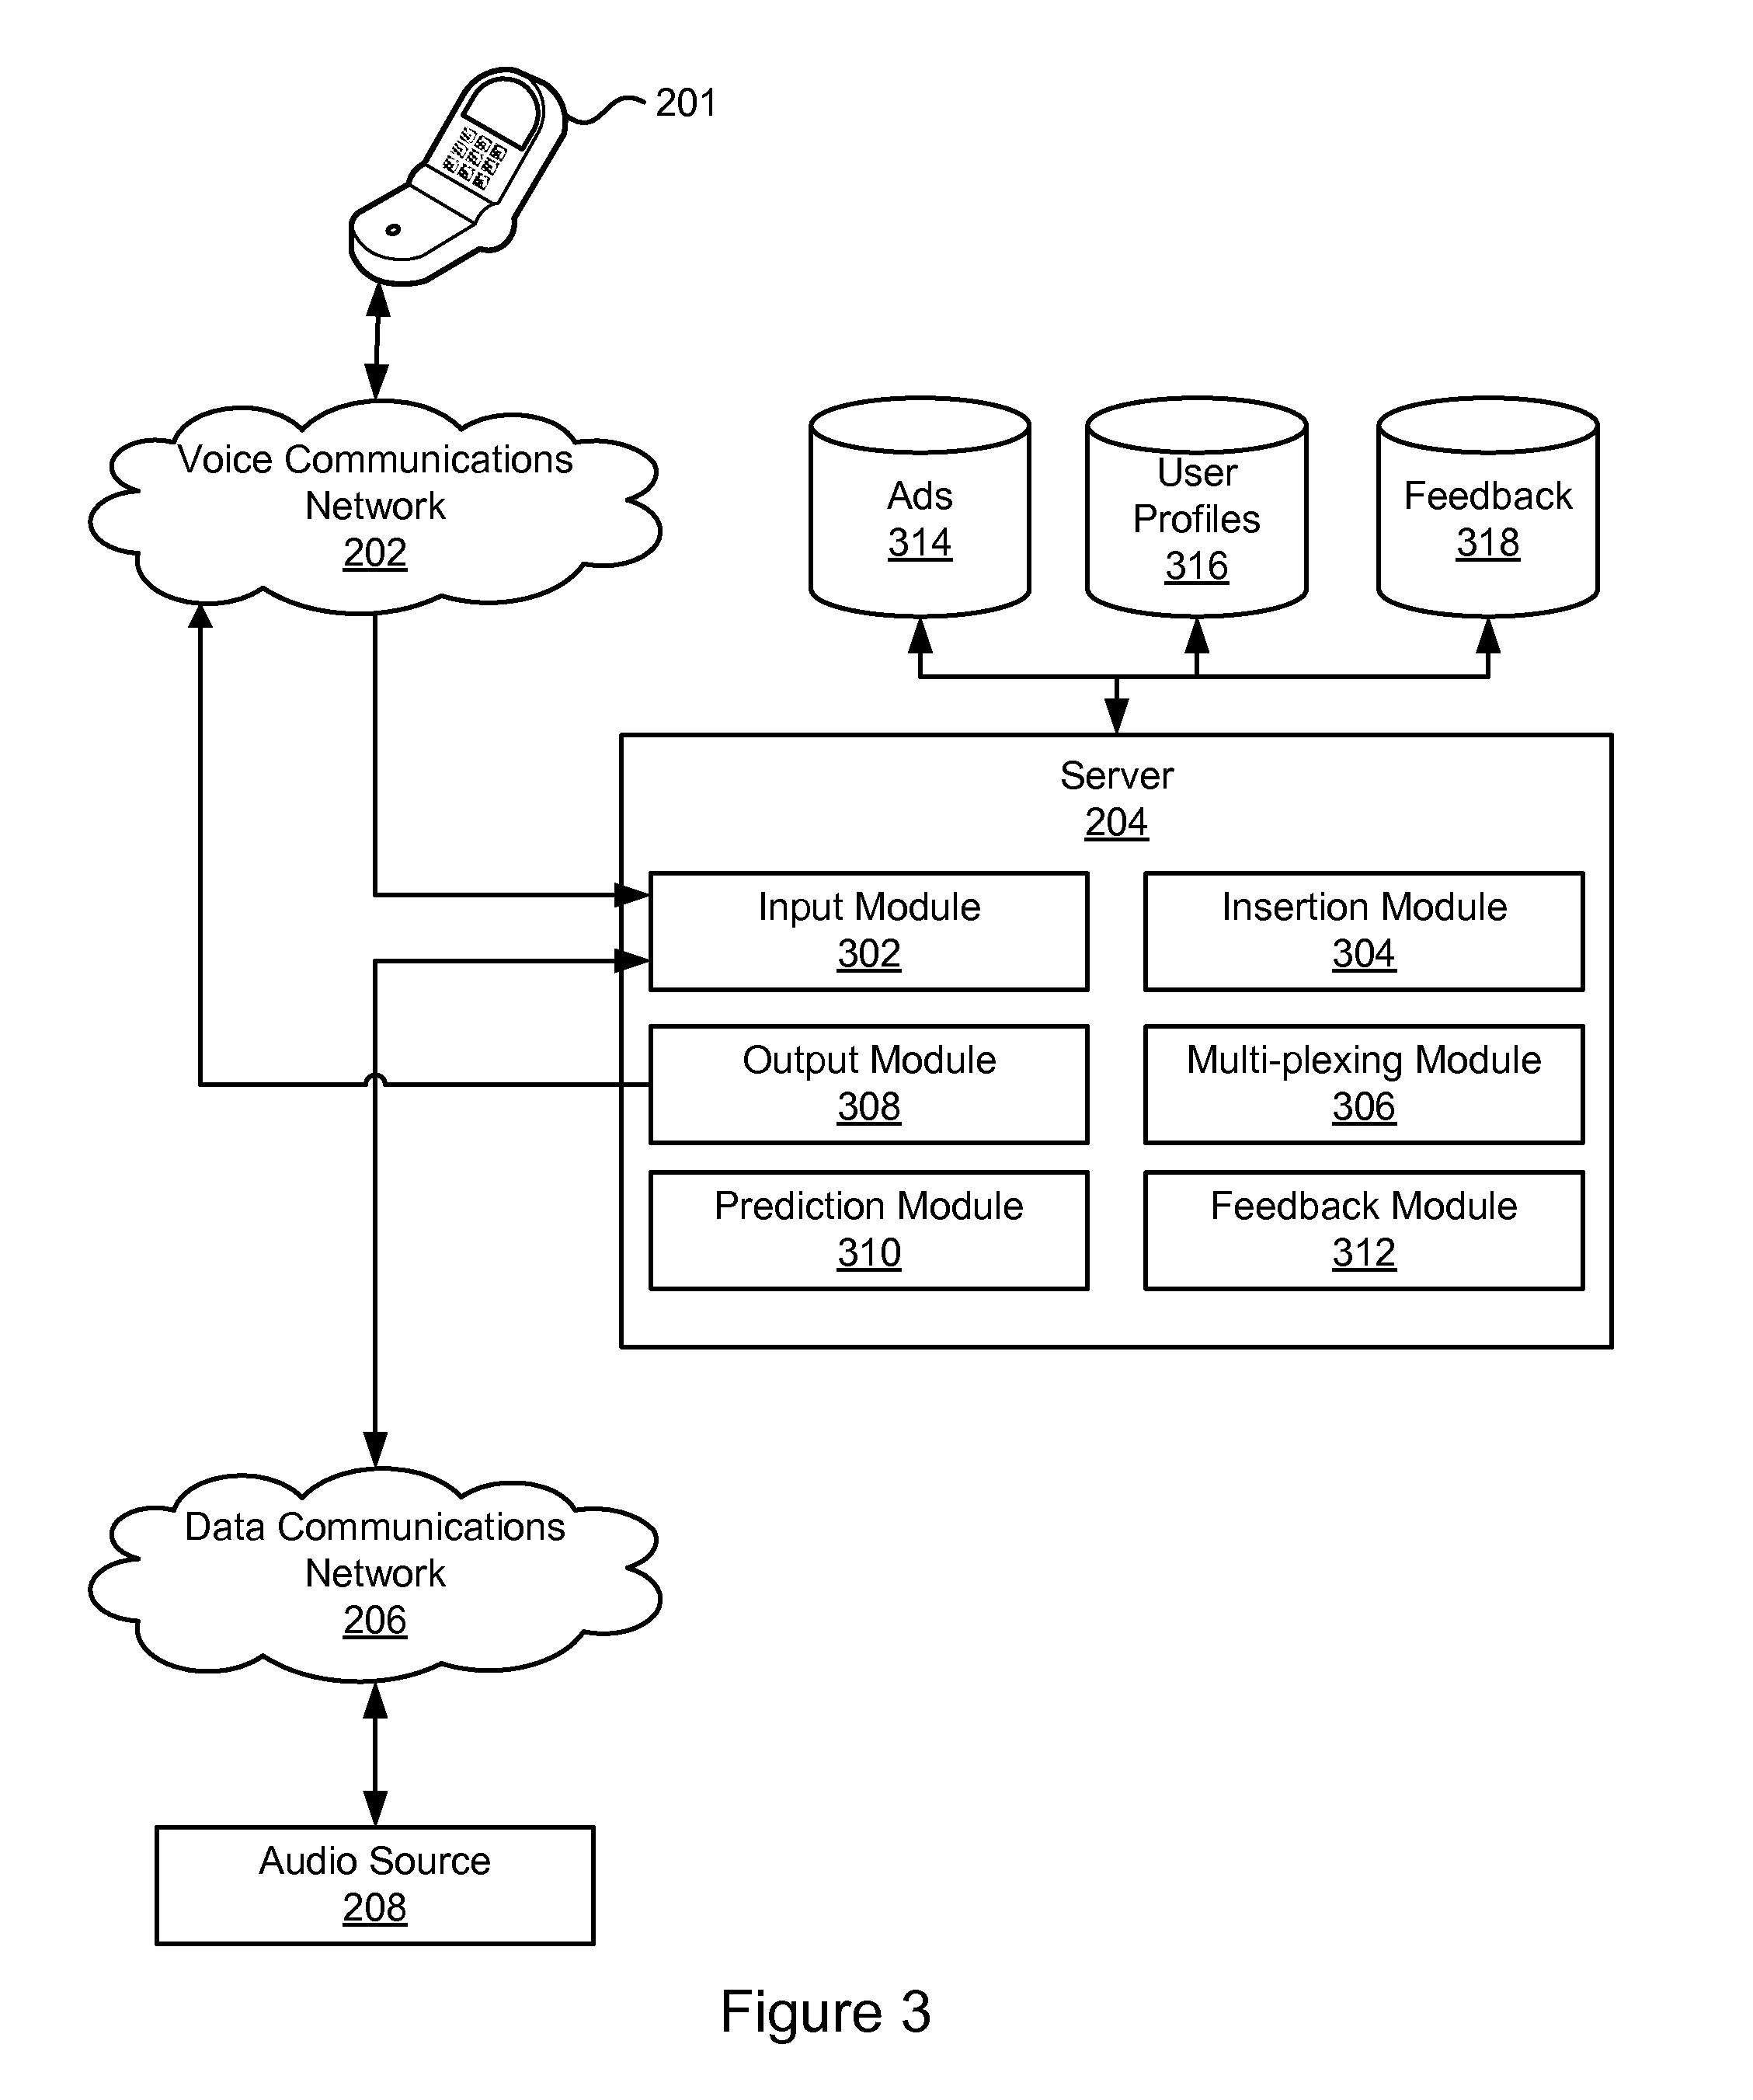 201
Voice Communications
Network
202
Ads
314
User
Profiles
316
Feedback
318
Server
204
Input Module
302
Insertion Module
304
Output Module
308
Multi-plexing Module
306
Prediction Module
310
Feedback Module
312
Data Communications
Network
206
Audio Source
208
Figure 3